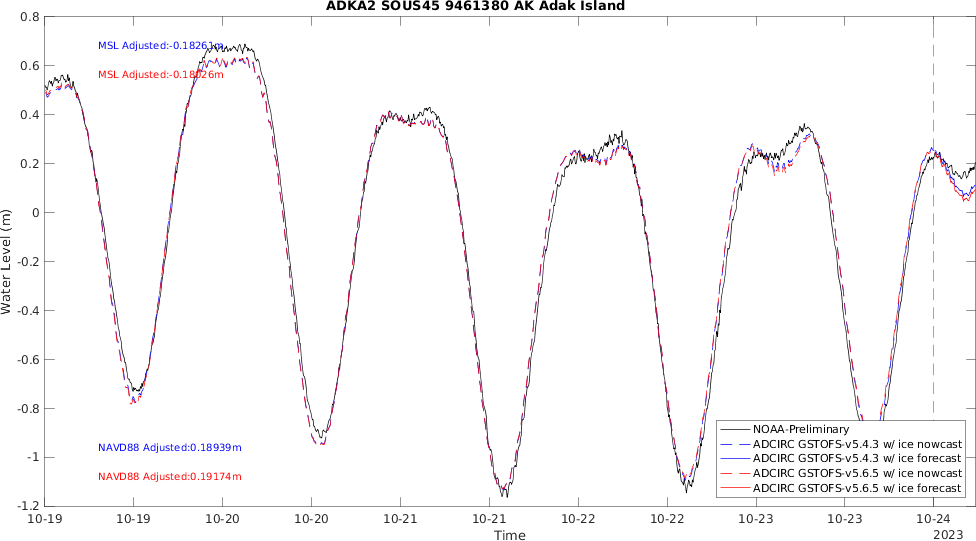 ADKA2 SOUS45 9461380 AK Adak Island
0.8
0.6
0.4
0.2
0
-0.2
-0.4
-0.6
-0.8
-1
-1.2
Water Level (m)
MSL Adjusted:-0.18261m
MSL Adjusted:-0.18026m
NAVD88 Adjusted:0.18939m
NAVD88 Adjusted:0.19174m
NOAA-Preliminary
ADCIRC GSTOFS-v5.4.3 w/ ice nowcast
ADCIRC GSTOFS-v5.4.3 w/ ice forecast
ADCIRC GSTOFS-v5.6.5 w/ ice nowcast
ADCIRC GSTOFS-v5.6.5 w/ ice forecast
10-19 10-19 10-20 10-20 10-21 10-21 10-22 10-22 10-23 10-23 10-24
Time
2023